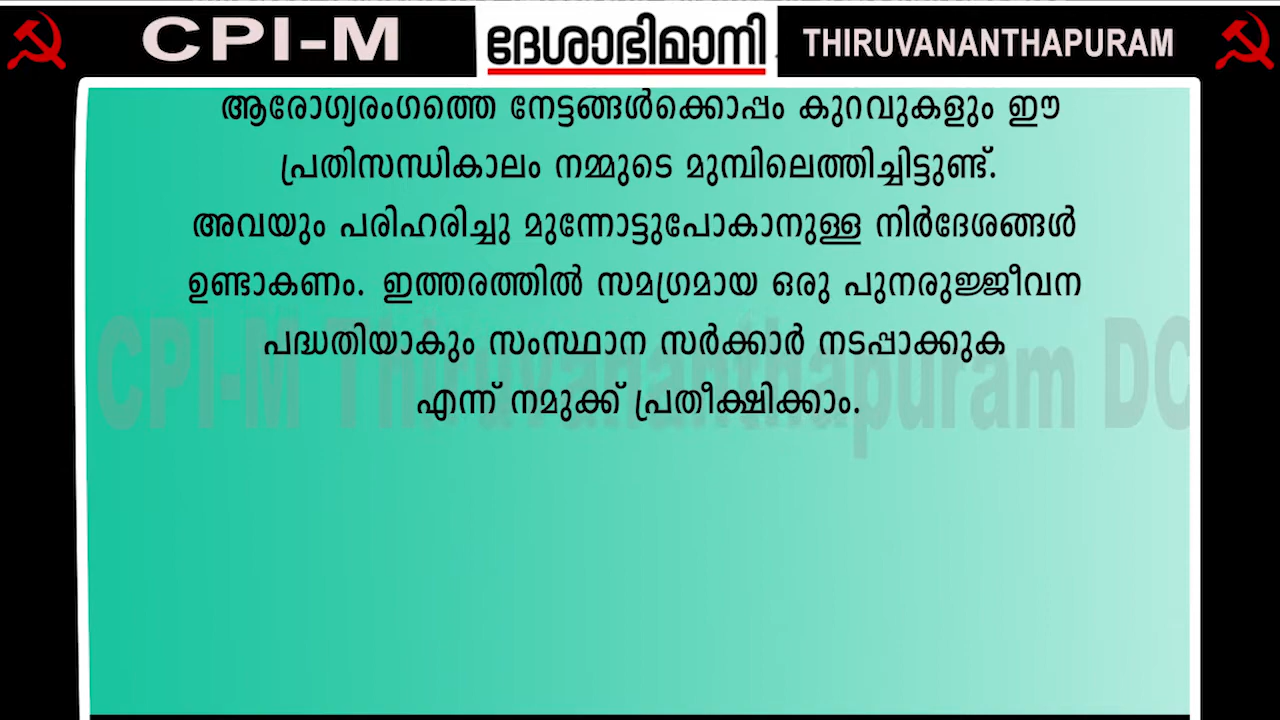 CPI-M ദേശാഭിമാനി THIRUVANANTHAPURAM
ആരോഗ്യരംഗത്തെ നേട്ടങ്ങൾക്കൊപ്പം കുറവുകളും ഈ
പ്രതിസന്ധികാലം നമ്മുടെ മുമ്പിലെത്തിച്ചിട്ടുണ്ട്.
അവയും പരിഹരിച്ചു മുന്നോട്ടുപോകാനുള്ള നിർദേശങ്ങൾ
ഉണ്ടാകണം. ഇത്തരത്തിൽ സമഗ്രമായ ഒരു പുനരുജ്ജീവന
പദ്ധതിയാകും സംസ്ഥാന സർക്കാർ നടപ്പാക്കുക
എന്ന് നമുക്ക് പ്രതീക്ഷിക്കാം.
CPI-M Thiruvananthapuram DC